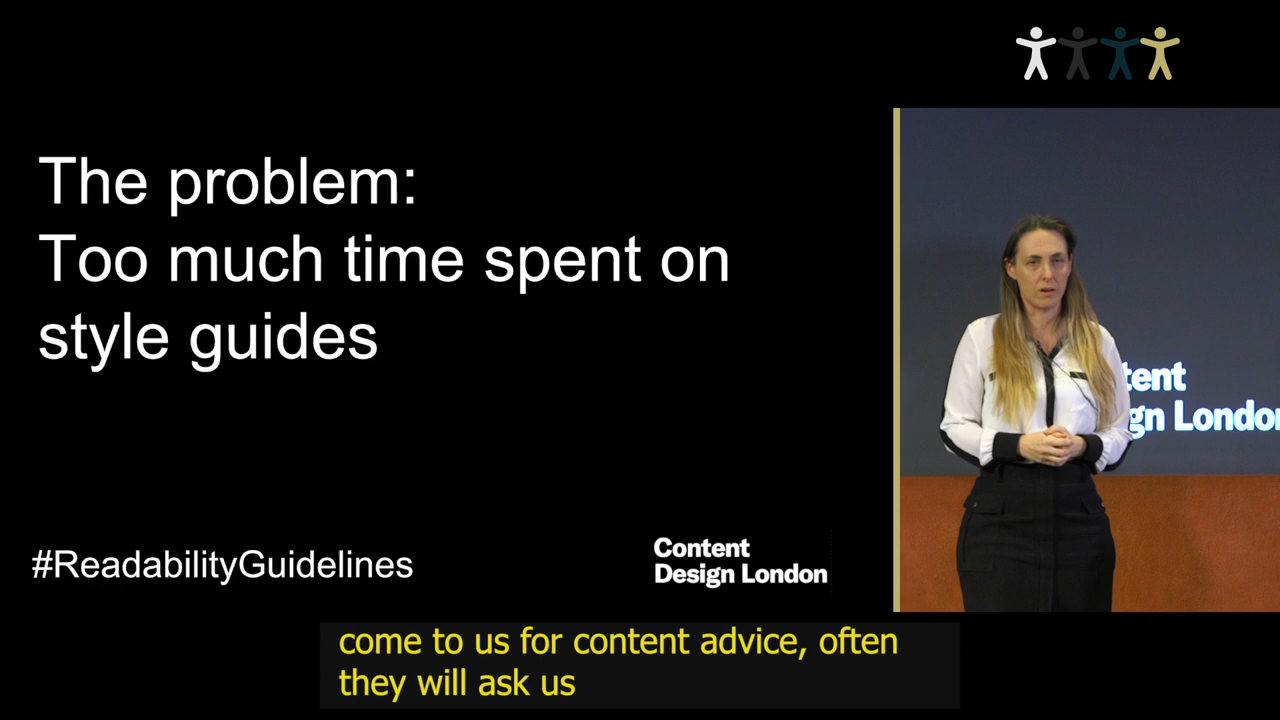 The problem:
Too much time spent on
style guides
tent
gn London
#ReadabilityGuidelines
Content
Design London
come to us for content advice, often
they will ask us